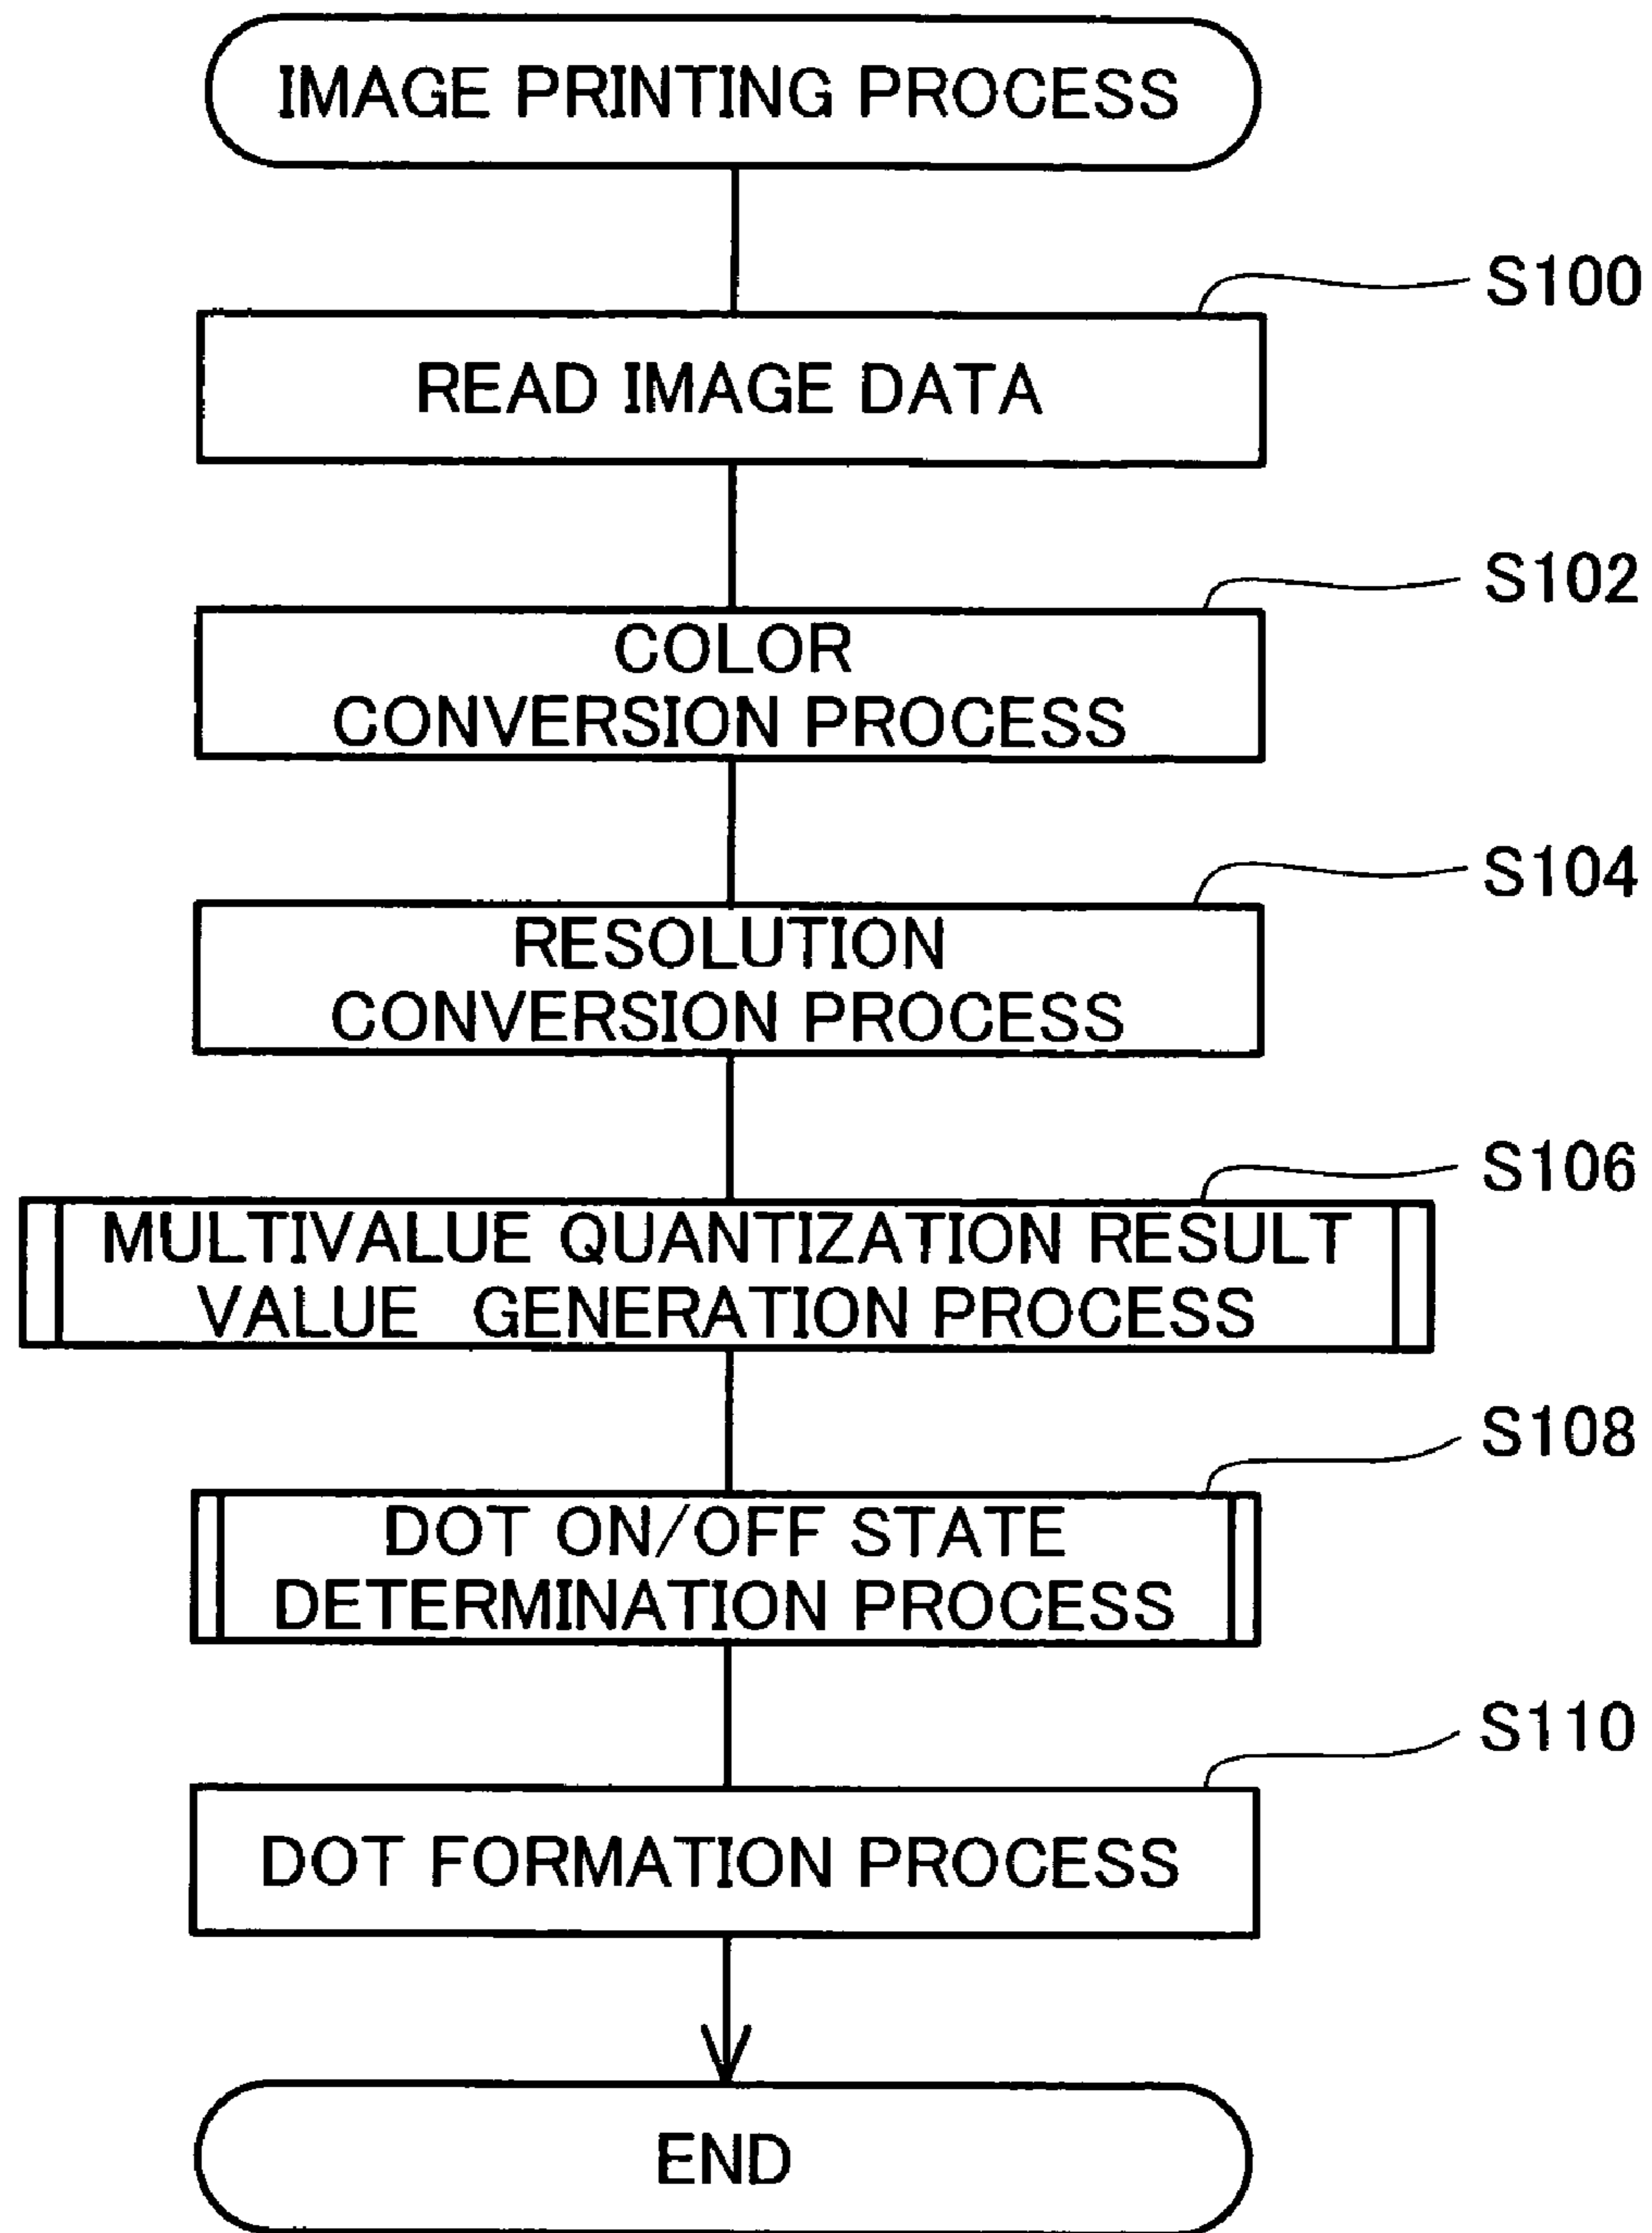 IMAGE PRINTING PROCESS
S100
READ IMAGE DATA
S102
COLOR
CONVERSION PROCESS
S104
RESOLUTION
CONVERSION PROCESS
S106
MULTIVALUE QUANTIZATION RESULT
VALUE GENERATION PROCESS
S108
DOT ON/OFF STATE
DETERMINATION PROCESS
S110
DOT FORMATION PROCESS
END